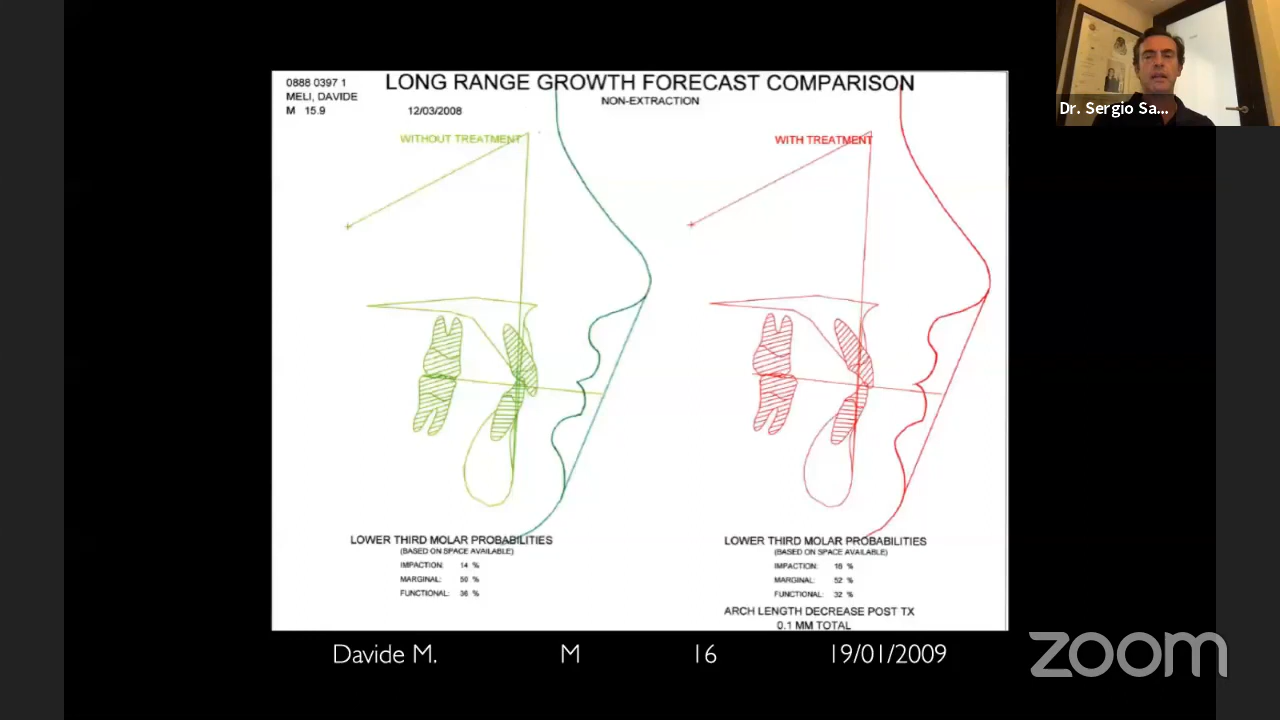 Dr. Sergio Sa...
LONG RANGE GROWTH FORECAST COMPARISON
NON-EXTRACTION
0888 0397 1
MELI, DAVIDE
M 15.9
12/03/2008
WITHOUT TREATMENT
WITH TREATMENT
LOWER THIRD MOLAR PROBABILITIES
(BASED ON SPACE AVAILABLE)
IMPACTION: 14 %
MARGINAL: 50 %
FUNCTIONAL: 36 %
LOWER THIRD MOLAR PROBABILITIES
(BASED ON SPACE AVAILABLE)
IMPACTION: 16 %
MARGINAL: 52 %
FUNCTIONAL: 32 %
ARCH LENGTH DECREASE POST TX
0.1 MM TOTAL
Davide M. M 16 19/01/2009
zoom